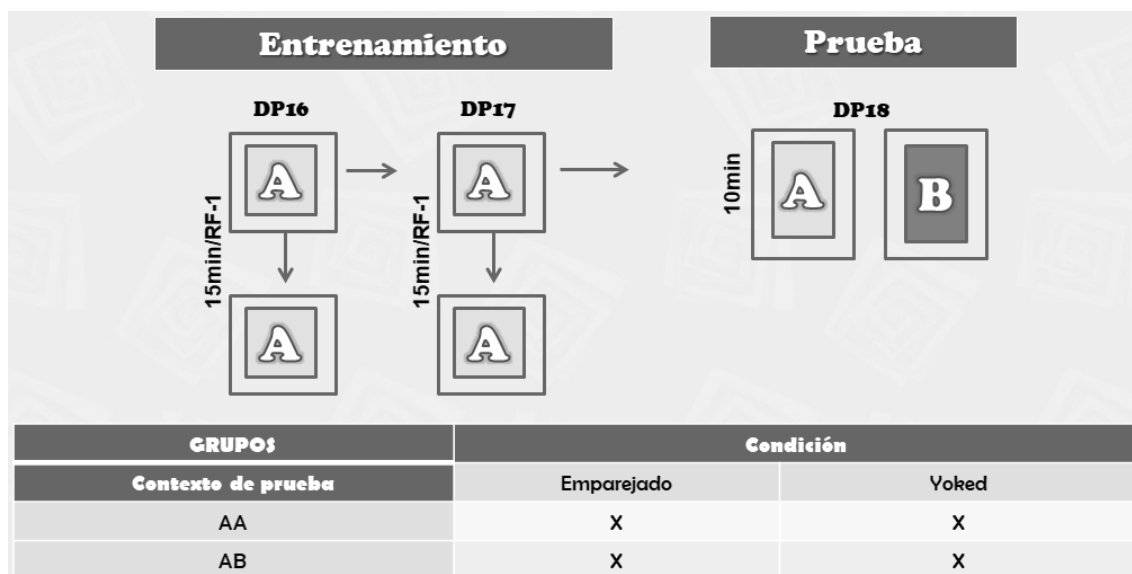 Entrenamiento
Prueba
DP16
DP17
DP18
A
A
A
B
15min/RF-1
15min/RF-1
10min
A
A
GRUPOS
Condición
Contexto de prueba
Emparejado
Yoked
AA
X
X
AB
X
X